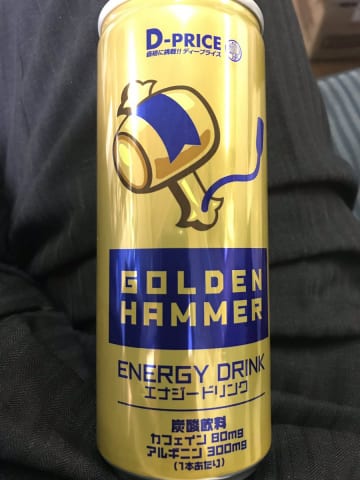 D-PRICE
価格に挑戦!! ディープライス
GOLDEN
HAMMER
ENERGY DRINK
エナジードリンク
炭酸飲料
カフェイン 80mg
アルギニン 300mg
(1本あたり)